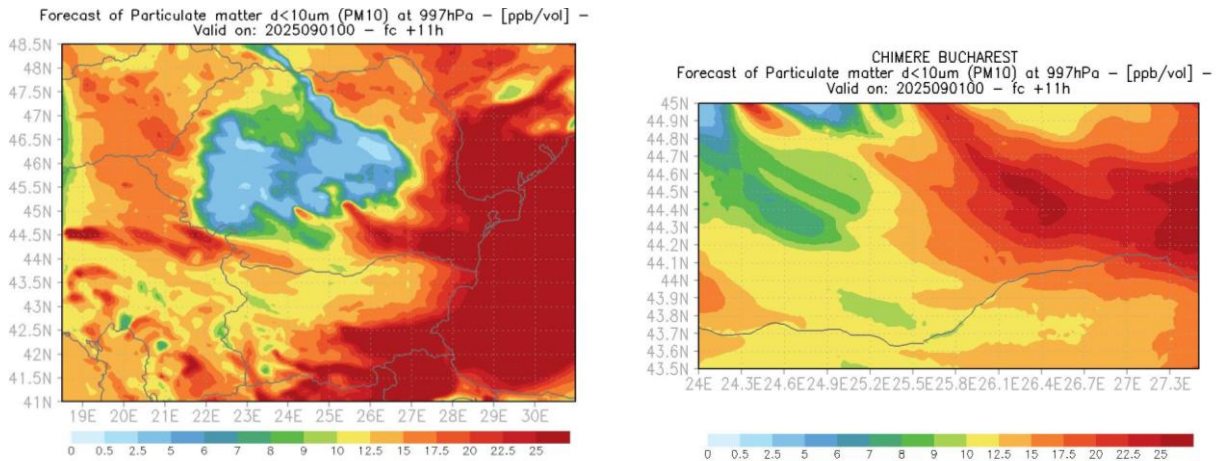 Forecast of Particulate matter d<10um (PM10) at 997hPa - [ppb/vol] -
Valid on: 2025090100 - fc +11h
48.5N
48N
47.5N
47N
46.5N
46N
45.5N
45N
44.5N
44N
43.5N
43N
42.5N
42N
41.5N
41N
19E 20E 21E 22E 23E 24E 25E 26E 27E 28E 29E 30E
0 0.5 2 5 6 7 8 9 10 12.5 15 17.5 20 22.5 25
CHIMERE BUCHAREST
Forecast of Particulate matter d<10um (PM10) at 997hPa - [ppb/vol] -
Valid on: 2025090100 - fc +11h
45N
44.9N
44.8N
44.7N
44.6N
44.5N
44.4N
44.3N
44.2N
44.1N
44N
43.9N
43.8N
43.7N
43.6N
43.5N
24E 24.3E 24.6E 24.9E 25.2E 25.5E 25.8E 26.1E 26.4E 26.7E 27E 27.3E
0 0.5 2 5 6 7 8 9 10 12.5 15 17.5 20 22.5 25